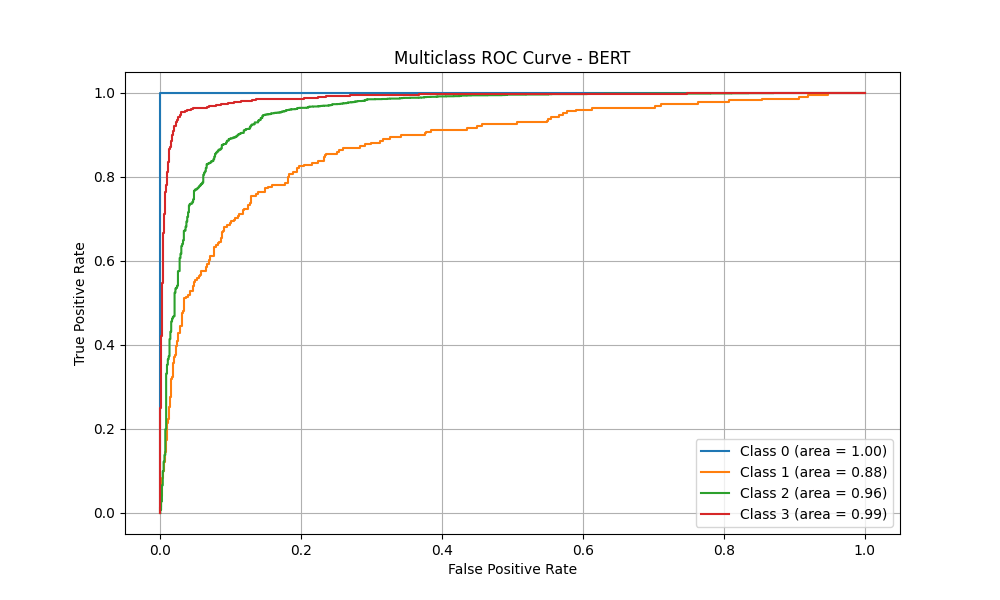 Multiclass ROC Curve - BERT
True Positive Rate
1.0
0.8
0.6
0.4
0.2
0.0
Class 0 (area = 1.00)
Class 1 (area = 0.88)
Class 2 (area = 0.96)
Class 3 (area = 0.99)
0.0 0.2 0.4 0.6 0.8 1.0
False Positive Rate